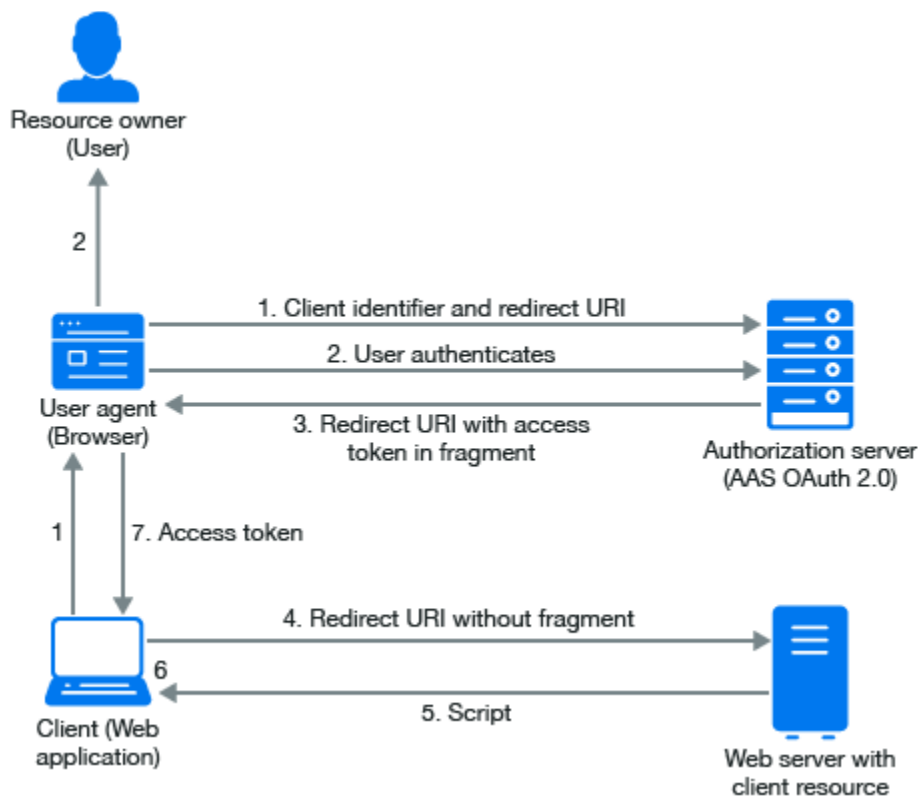 Resource owner
(User)
2
1. Client identifier and redirect URI
2. User authenticates
User agent
(Browser)
3. Redirect URI with access
token in fragment
Authorization server
(AAS OAuth 2.0)
1
7. Access token
4. Redirect URI without fragment
6
5. Script
Client (Web
application)
Web server with
client resource